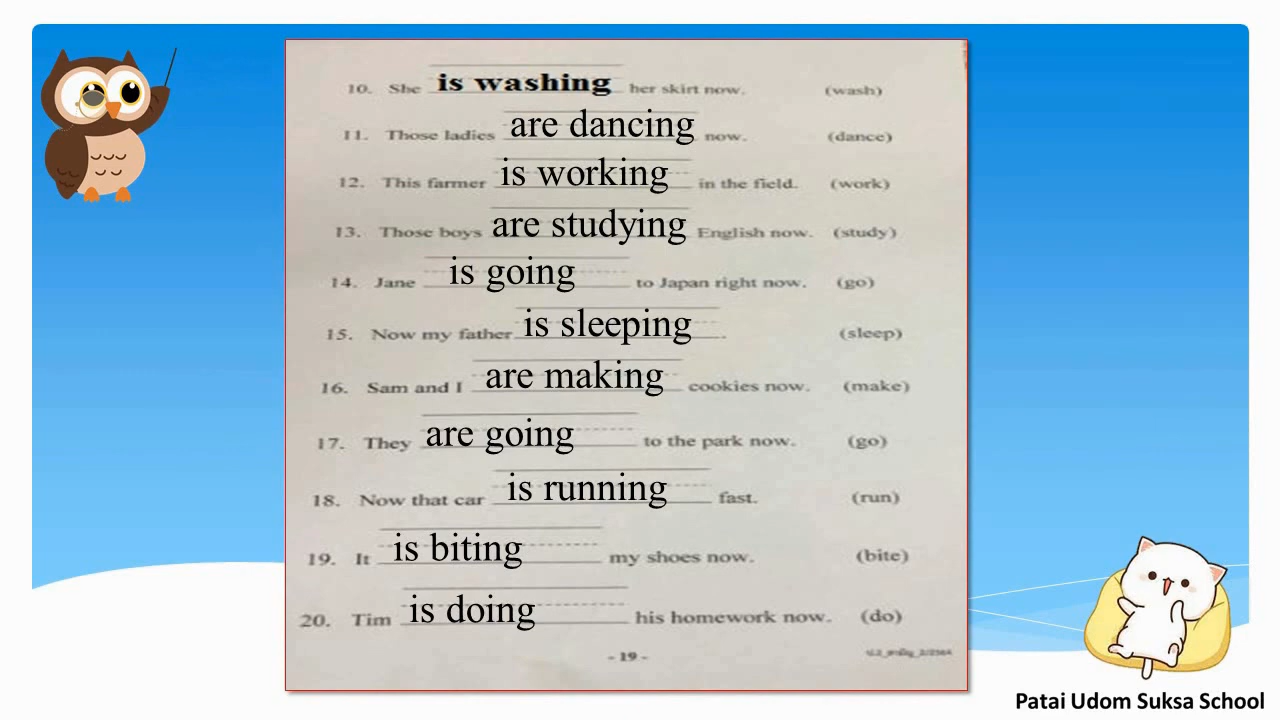 10. She is washing her skirt now. (wash)
11. Those ladies are dancing now. (dance)
12. This farmer is working in the field. (work)
13. Those boys are studying English now. (study)
14. Jane is going to Japan right now. (go)
15. Now my father is sleeping. (sleep)
16. Sam and I are making cookies now. (make)
17. They are going to the park now. (go)
18. Now that car is running fast. (run)
19. It is biting my shoes now. (bite)
20. Tim is doing his homework now. (do)
- 19 -
Patai Udom Suksa School